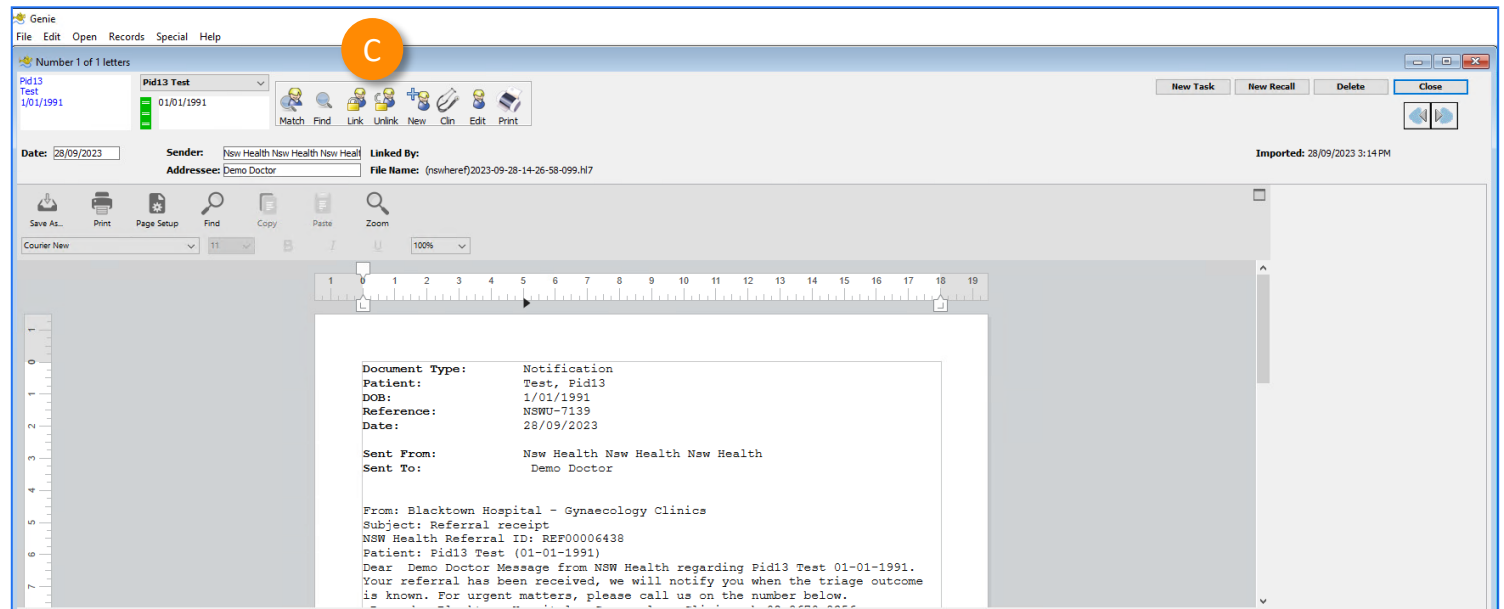 Genie
File Edit Open Records Special Help
C
Number 1 of 1 letters
Pid13
Test
1/01/1991
Pid13 Test
01/01/1991
Match Find Link Unlink New Clin Edit Print
New Task New Recall Delete Close
Date: 28/09/2023 Sender: Nsw Health Nsw Health Nsw Healt Linked By: Imported: 28/09/2023 3:14 PM
Addressee: Demo Doctor File Name: (nswheref)2023-09-28-14-26-58-099.hl7
Save As... Print Page Setup Find Copy Paste Zoom
Courier New 11 B I U 100%
1 0 1 2 3 4 5 6 7 8 9 10 11 12 13 14 15 16 17 18 19
1
0
1
2
3
4
5
6
7
Document Type: Notification
Patient: Test, Pid13
DOB: 1/01/1991
Reference: NSWU-7139
Date: 28/09/2023
Sent From: Nsw Health Nsw Health Nsw Health
Sent To: Demo Doctor
From: Blacktown Hospital - Gynaecology Clinics
Subject: Referral receipt
NSW Health Referral ID: REF00006438
Patient: Pid13 Test (01-01-1991)
Dear Demo Doctor Message from NSW Health regarding Pid13 Test 01-01-1991.
Your referral has been received, we will notify you when the triage outcome
is known. For urgent matters, please call us on the number below.